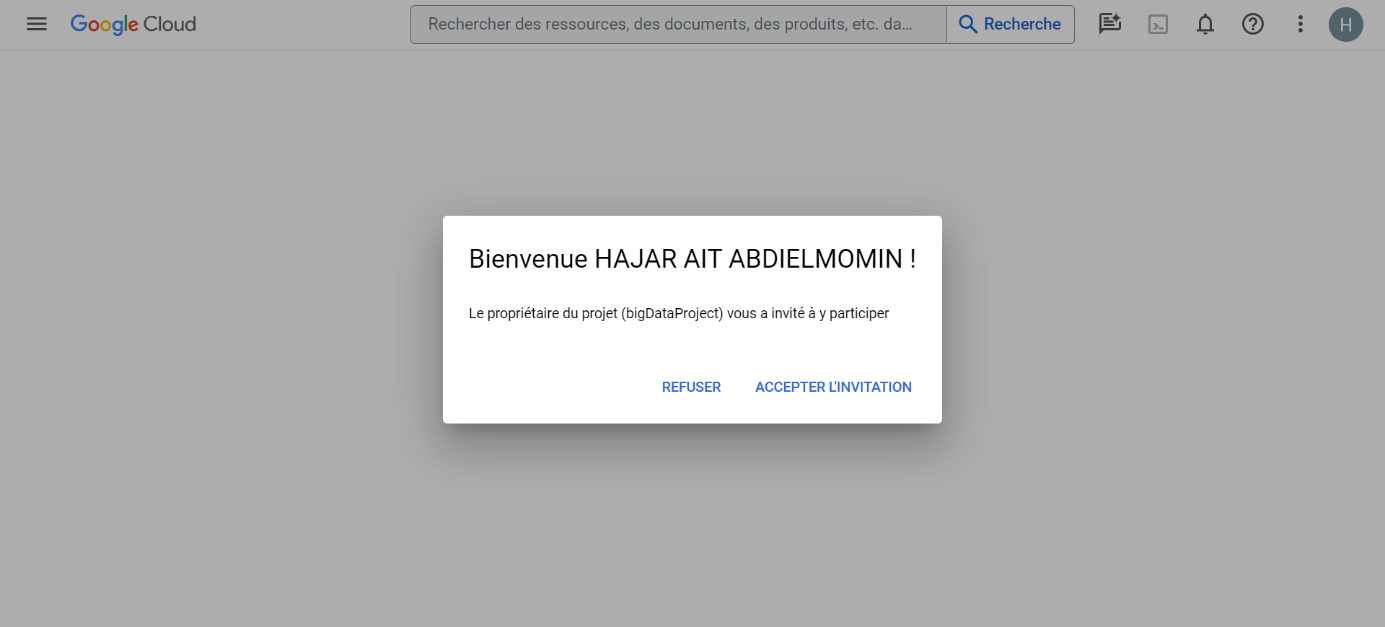 Google Cloud
Rechercher des ressources, des documents, des produits, etc. da...
Recherche
H
Bienvenue HAJAR AIT ABDIELMOMIN !
Le propriétaire du projet (bigDataProject) vous a invité à y participer
REFUSER
ACCEPTER L'INVITATION